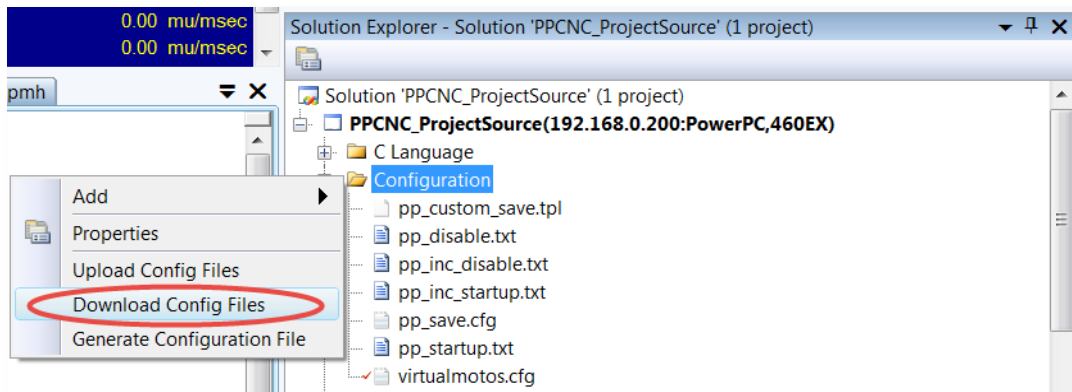 0.00 mu/msec
0.00 mu/msec
pmh
Add
Properties
Upload Config Files
Download Config Files
Generate Configuration File
Solution Explorer - Solution 'PPCNC_ProjectSource' (1 project)
Solution 'PPCNC_ProjectSource' (1 project)
PPCNC_ProjectSource(192.168.0.200:PowerPC,460EX)
C Language
Configuration
pp_custom_save.tpl
pp_disable.txt
pp_inc_disable.txt
pp_inc_startup.txt
pp_save.cfg
pp_startup.txt
virtualmotos.cfg